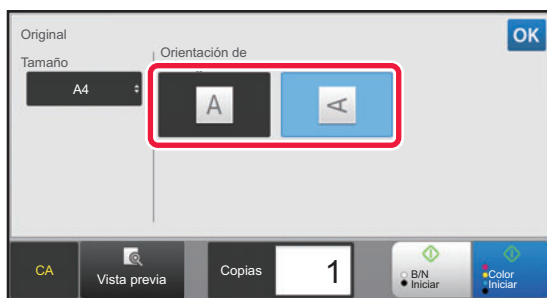 Original
OK
Tamaño
Orientación de
A4
A
A
CA
Vista previa
Copias
1
B/N
Iniciar
Color
Iniciar